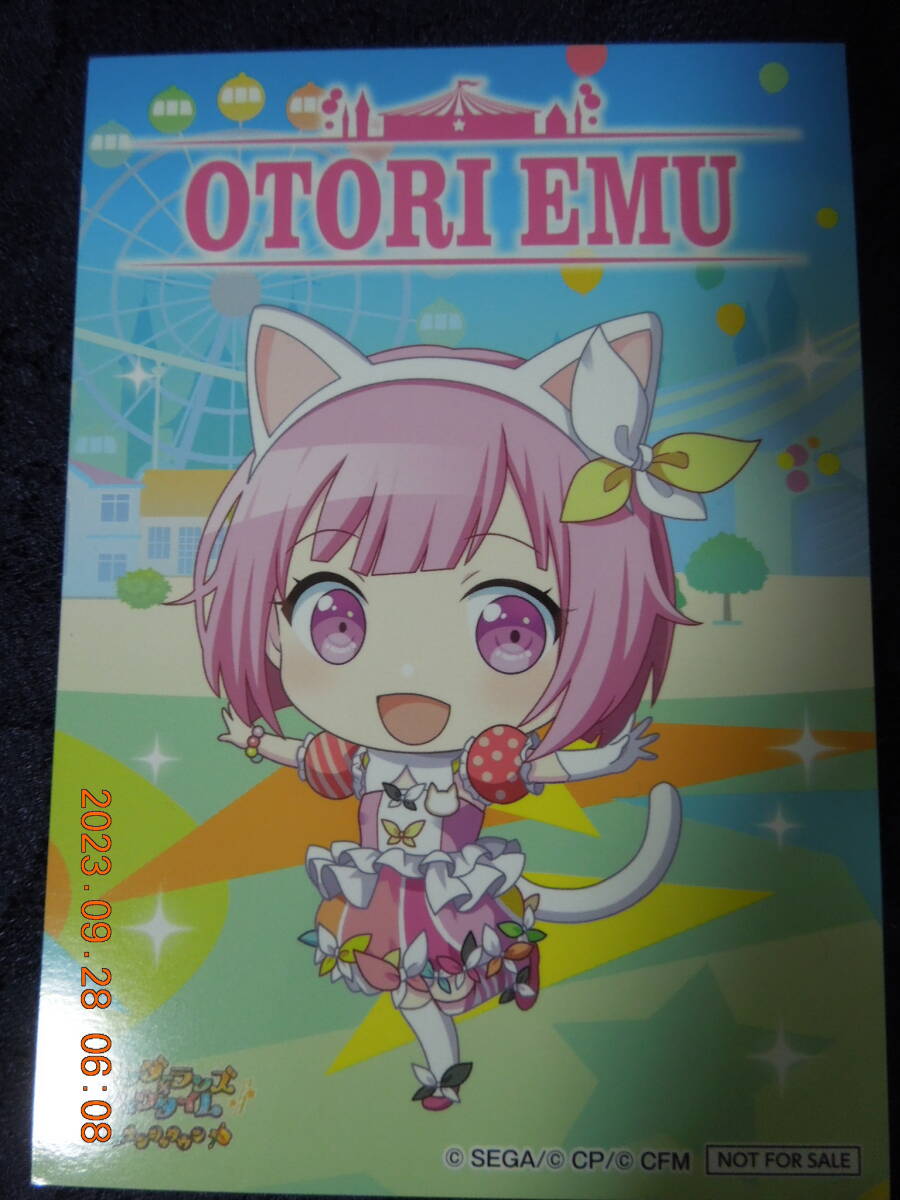 OTORI EMU
2023.09.28 06:08
© SEGA/© CP/© CFM
NOT FOR SALE